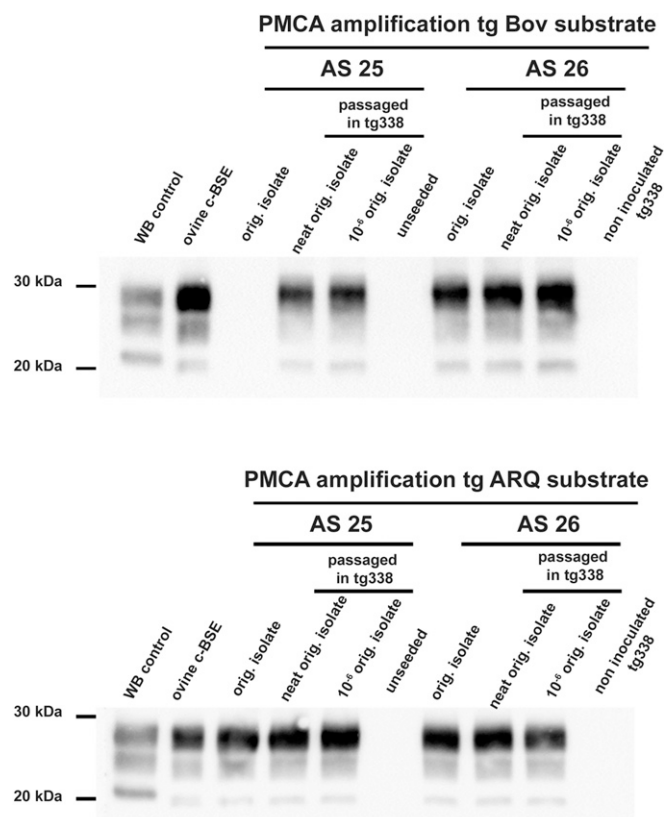 PMCA amplification tg Bov substrate
AS 25
AS 26
passaged
in tg338
passaged
in tg338
WB control
ovine c-BSE
orig. isolate
neat orig. isolate
10⁻⁶ orig. isolate
unseeded
orig. isolate
neat orig. isolate
10⁻⁶ orig. isolate
non inoculated
tg338
30 kDa
20 kDa
PMCA amplification tg ARQ substrate
AS 25
AS 26
passaged
in tg338
passaged
in tg338
WB control
ovine c-BSE
orig. isolate
neat orig. isolate
10⁻⁶ orig. isolate
unseeded
orig. isolate
neat orig. isolate
10⁻⁶ orig. isolate
non inoculated
tg338
30 kDa
20 kDa